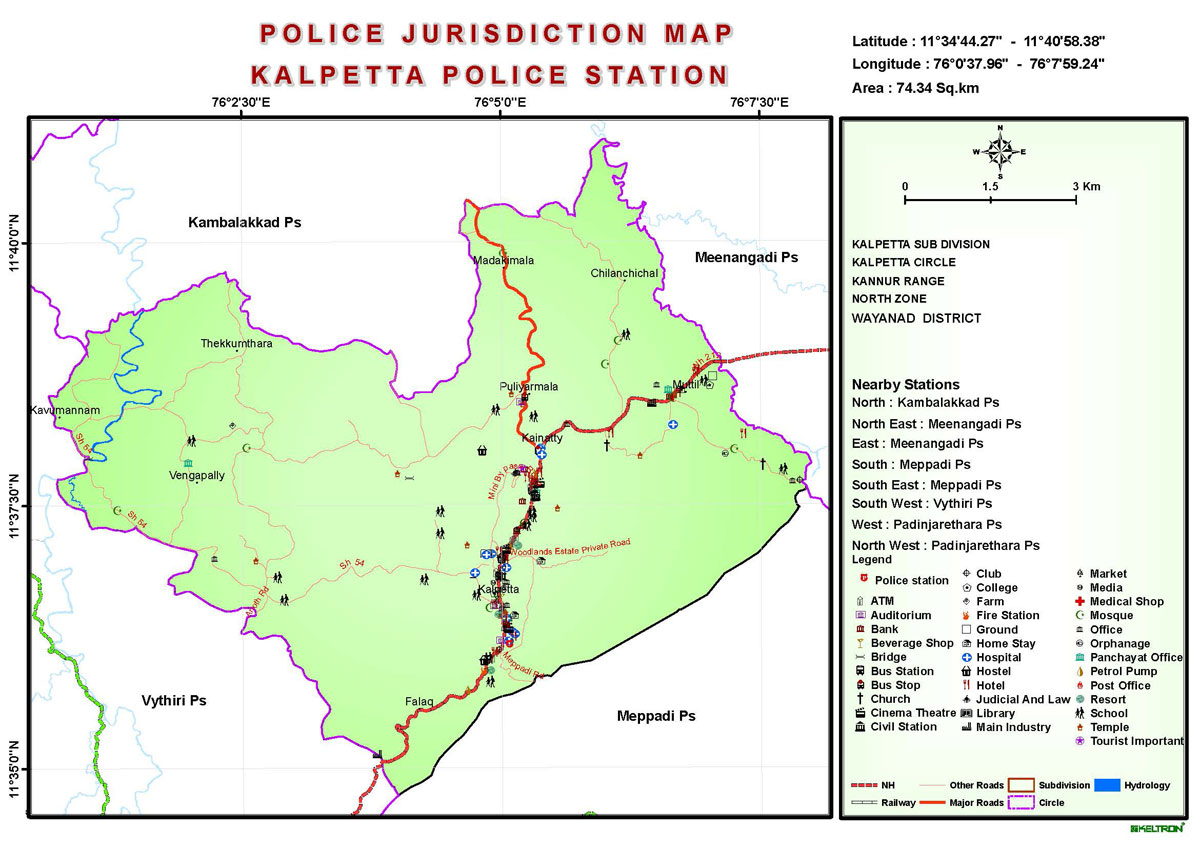 POLICE JURISDICTION MAP
KALPETTA POLICE STATION
Latitude : 11°34'44.27" - 11°40'58.38"
Longitude : 76°0'37.96" - 76°7'59.24"
Area : 74.34 Sq.km
76°2'30"E
76°5'0"E
76°7'30"E
11°40'0"N
11°37'30"N
11°35'0"N
Kambalakkad Ps
Meenangadi Ps
Madakimala
Chilanchichal
Thekkumthara
Puliyarmala
Muttil
Kavumannam
Kainatty
Sh 54
Vengapally
Mini By pass
Sh 54
Woodlands Estate Private Road
Sh 54
Kalpetta
Meppadi Rd
Falaq
Vythiri Ps
Meppadi Ps
N
W E
S
0 1.5 3 Km
KALPETTA SUB DIVISION
KALPETTA CIRCLE
KANNUR RANGE
NORTH ZONE
WAYANAD DISTRICT
Nearby Stations
North : Kambalakkad Ps
North East : Meenangadi Ps
East : Meenangadi Ps
South : Meppadi Ps
South East : Meppadi Ps
South West : Vythiri Ps
West : Padinjarethara Ps
North West : Padinjarethara Ps
Legend
Police station
ATM
Auditorium
Bank
Beverage Shop
Bridge
Bus Station
Bus Stop
Church
Cinema Theatre
Civil Station
Club
College
Farm
Fire Station
Ground
Home Stay
Hospital
Hostel
Hotel
Judicial And Law
Library
Main Industry
Market
Media
Medical Shop
Mosque
Office
Orphanage
Panchayat Office
Petrol Pump
Post Office
Resort
School
Temple
Tourist Important
NH
Other Roads
Subdivision
Hydrology
Railway
Major Roads
Circle
KELTRON